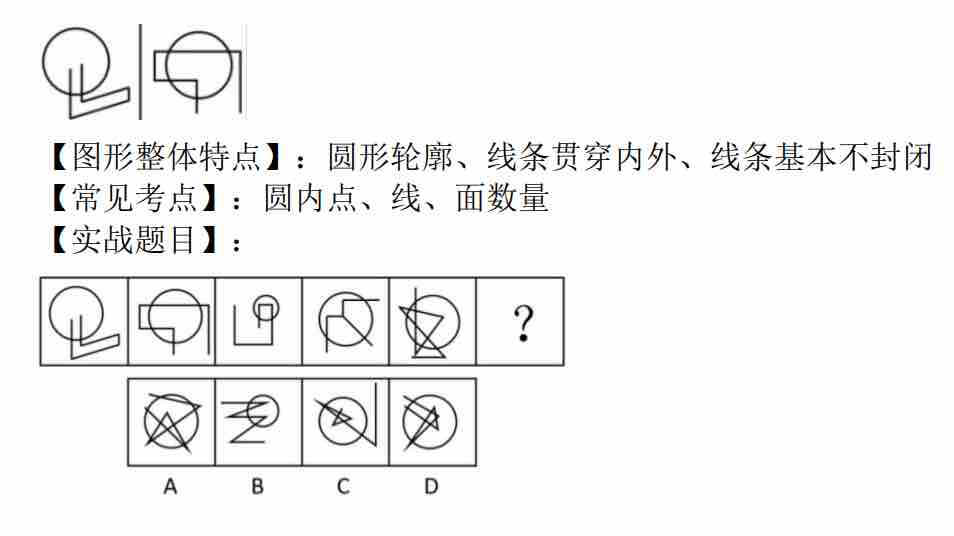 【图形整体特点】：圆形轮廓、线条贯穿内外、线条基本不封闭
【常见考点】：圆内点、线、面数量
【实战题目】：
?
A B C D